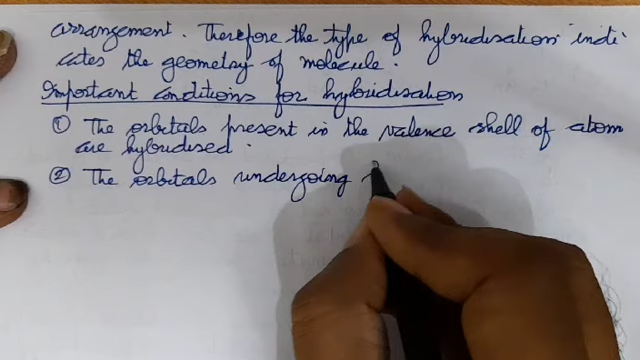 arrangement. Therefore the type of hybridisation indi
cates the geometry of molecule.
Important conditions for hybridisation
① The orbitals present in the valence shell of atom
are hybridised.
② The orbitals undergoing